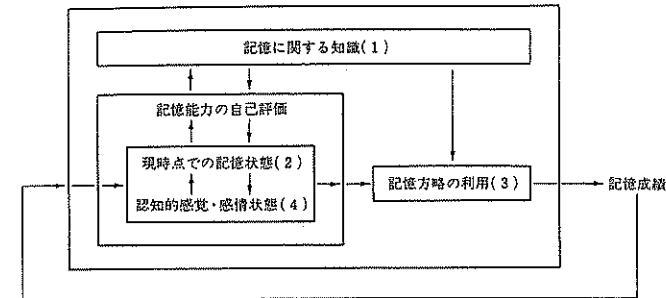 記憶に関する知識(1)
記憶能力の自己評価
現時点での記憶状態(2)
認知的感覚・感情状態(4)
記憶方略の利用(3)
記憶成績